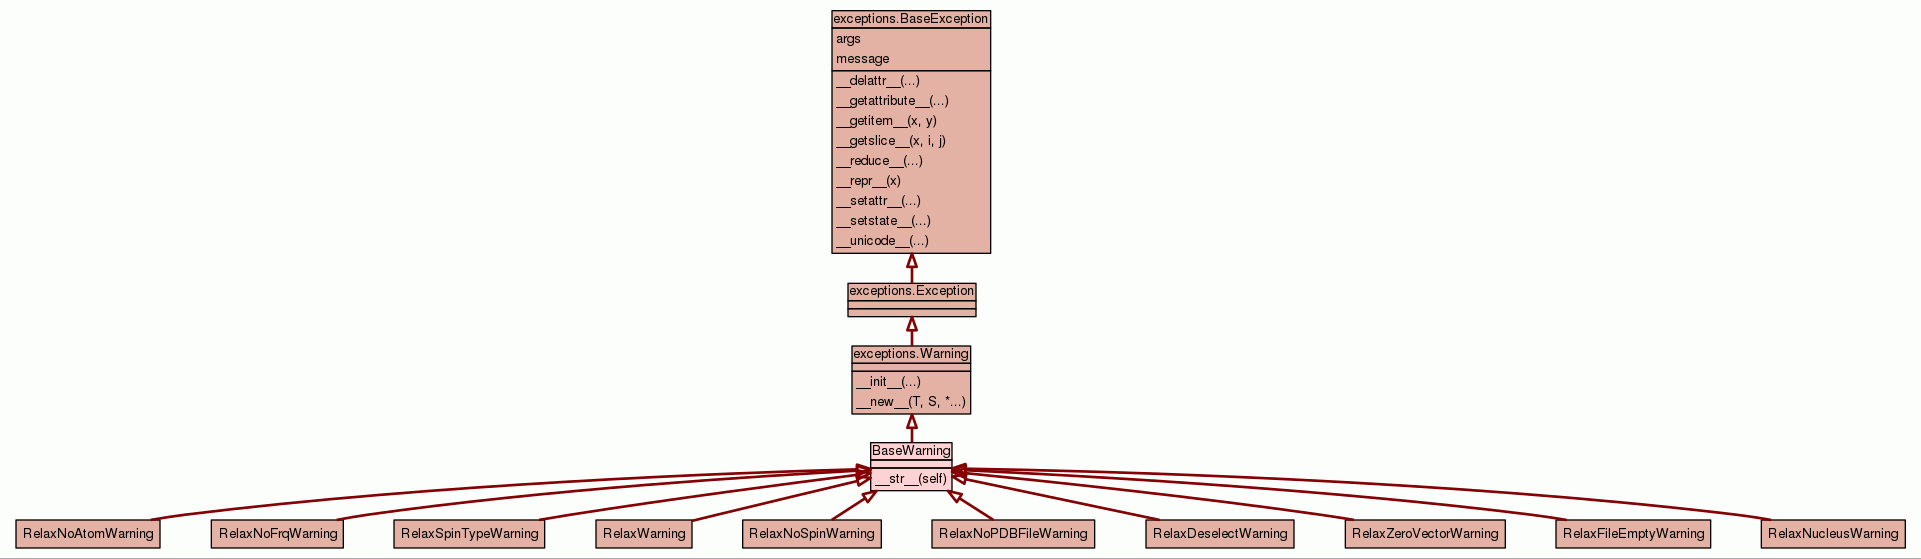 exceptions.BaseException
args
message
__delattr__(...)
__getattribute__(...)
__getitem__(x, y)
__getslice__(x, i, j)
__reduce__(...)
__repr__(x)
__setattr__(...)
__setstate__(...)
__unicode__(...)
exceptions.Exception
exceptions.Warning
__init__(...)
__new__(T, S, *...)
BaseWarning
__str__(self)
RelaxNoAtomWarning
RelaxNoFrqWarning
RelaxSpinTypeWarning
RelaxWarning
RelaxNoSpinWarning
RelaxNoPDBFileWarning
RelaxDeselectWarning
RelaxZeroVectorWarning
RelaxFileEmptyWarning
RelaxNucleusWarning